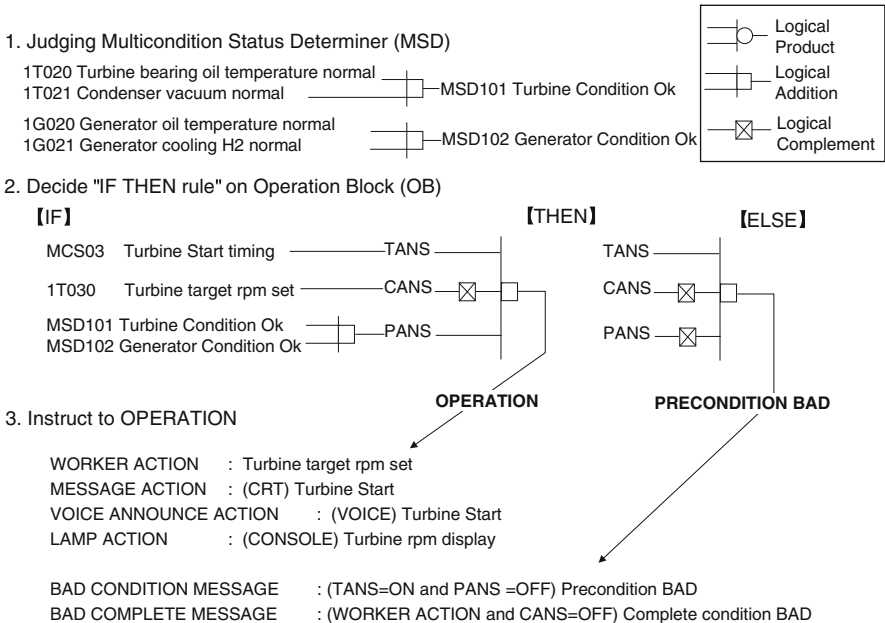 1. Judging Multicondition Status Determiner (MSD)
1T020 Turbine bearing oil temperature normal
1T021 Condenser vacuum normal
MSD101 Turbine Condition Ok
1G020 Generator oil temperature normal
1G021 Generator cooling H2 normal
MSD102 Generator Condition Ok
Logical
Product
Logical
Addition
Logical
Complement
2. Decide "IF THEN rule" on Operation Block (OB)
【IF】
【THEN】
【ELSE】
MCS03 Turbine Start timing
TANS
TANS
1T030 Turbine target rpm set
CANS
CANS
MSD101 Turbine Condition Ok
MSD102 Generator Condition Ok
PANS
PANS
OPERATION
PRECONDITION BAD
3. Instruct to OPERATION
WORKER ACTION : Turbine target rpm set
MESSAGE ACTION : (CRT) Turbine Start
VOICE ANNOUNCE ACTION : (VOICE) Turbine Start
LAMP ACTION : (CONSOLE) Turbine rpm display
BAD CONDITION MESSAGE : (TANS=ON and PANS =OFF) Precondition BAD
BAD COMPLETE MESSAGE : (WORKER ACTION and CANS=OFF) Complete condition BAD